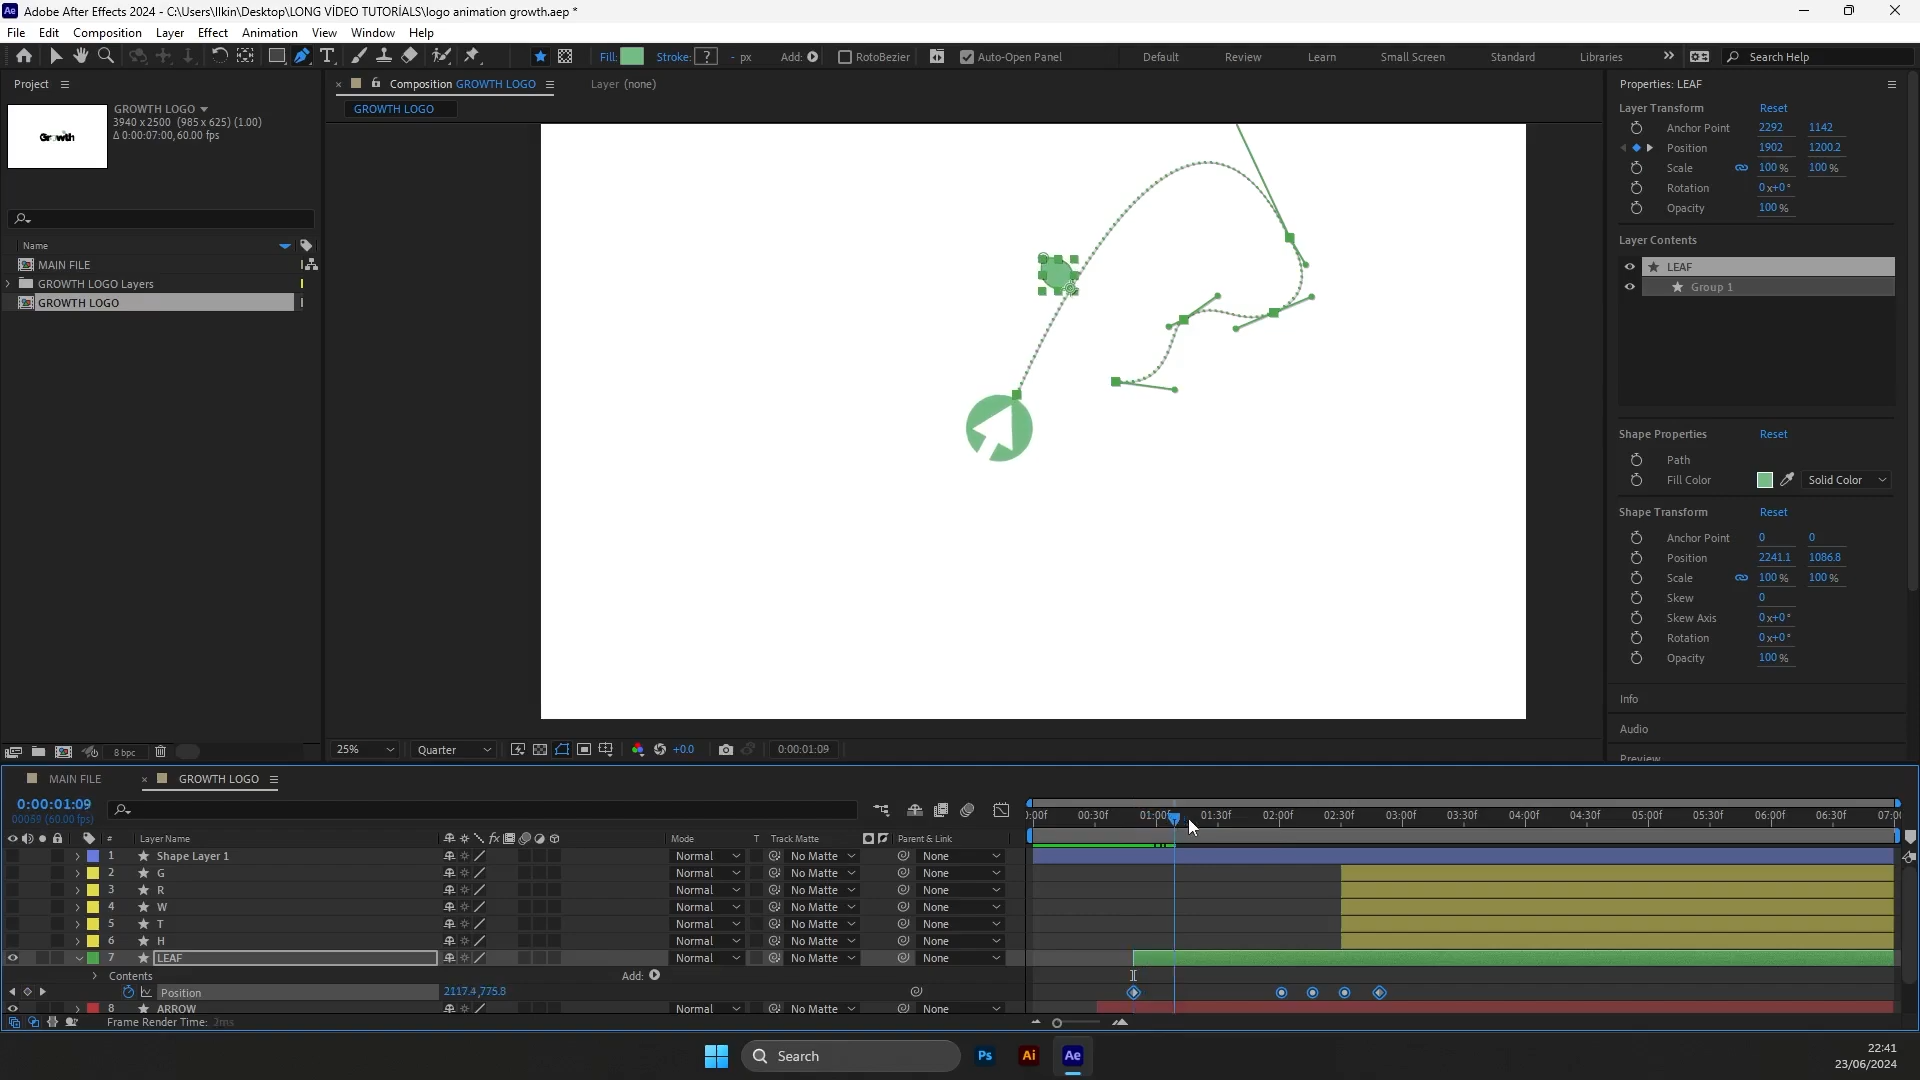 Adobe After Effects 2024 - C:\Users\Ilkin\Desktop\LONG VİDEO TUTORİALS\logo animation growth.aep *
File Edit Composition Layer Effect Animation View Window Help
Fill: Stroke: ? - px Add: RotoBezier Auto-Open Panel Default Review Learn Small Screen Standard Libraries Search Help
Project
Composition GROWTH LOGO
Layer (none)
Properties: LEAF
GROWTH LOGO
3940 x 2500 (985 x 625) (1.00)
Δ 0:00:07:00, 60.00 fps
Growth
GROWTH LOGO
Name
MAIN FILE
GROWTH LOGO Layers
GROWTH LOGO
Layer Transform Reset
Anchor Point 2292 1142
Position 1902 1200.2
Scale 100 % 100 %
Rotation 0x+0°
Opacity 100 %
Layer Contents
LEAF
Group 1
Shape Properties Reset
Path
Fill Color Solid Color
Shape Transform Reset
Anchor Point 0 0
Position 2241.1 1086.8
Scale 100 % 100 %
Skew 0
Skew Axis 0x+0°
Rotation 0x+0°
Opacity 100 %
Info
Audio
Preview
8 bpc
25% Quarter +0.0 0:00:01:09
MAIN FILE GROWTH LOGO
0:00:01:09
00069 (60.00 fps)
# Layer Name Mode T Track Matte Parent & Link
:00f 00:30f 01:00f 01:30f 02:00f 02:30f 03:00f 03:30f 04:00f 04:30f 05:00f 05:30f 06:00f 06:30f 07:00
1 Shape Layer 1 Normal No Matte None
2 G Normal No Matte None
3 R Normal No Matte None
4 W Normal No Matte None
5 T Normal No Matte None
6 H Normal No Matte None
7 LEAF Normal No Matte None
Contents Add:
Position 2117.4,775.8
8 ARROW Normal No Matte None
Frame Render Time: 2ms
Search
Ps Ai Ae
22:41
23/06/2024